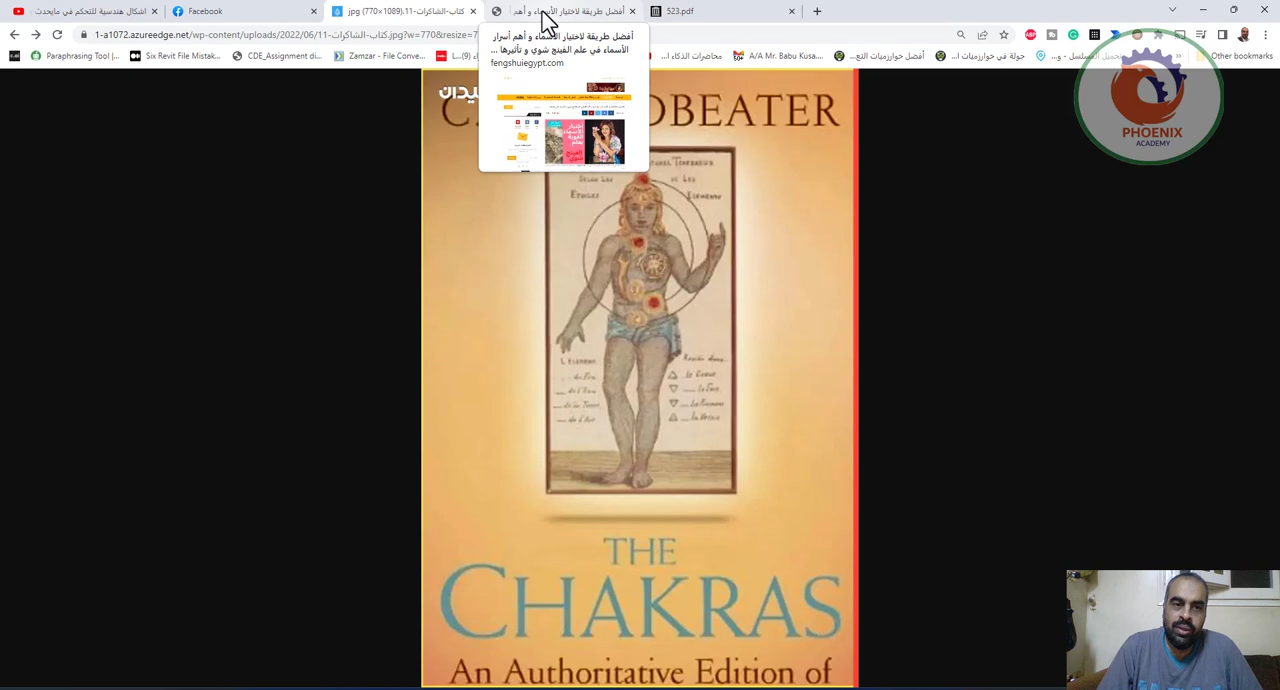 اشكال هندسية للتحكم في مايحدث
Facebook
كتاب-الشاكرات-11.jpg (770×1089)
أفضل طريقة لاختيار الأسماء و أهم
523.pdf
1-a1072.azureedge.net/wp-content/uploads/2022/06/11-كتاب-الشاكرات.jpg?w=770&resize=7
Paraphrasing Tool |...
Six Revit File Mistak...
CDE_Assignment di...
Zamzar - File Conve...
محاضرات الذكاء ا...
A/A Mr. Babu Kusa...
أفضل حوارزميات التع...
جولة في خوارزميات ا...
Other bookmarks
أفضل طريقة لاختيار الأسماء و أهم أسرار
الأسماء في علم الفينج شوي و تأثيرها ...
fengshuiegypt.com
ميدان
DBEATER
PHOENIX
ACADEMY
THE
CHAKRAS
An Authoritative Edition of